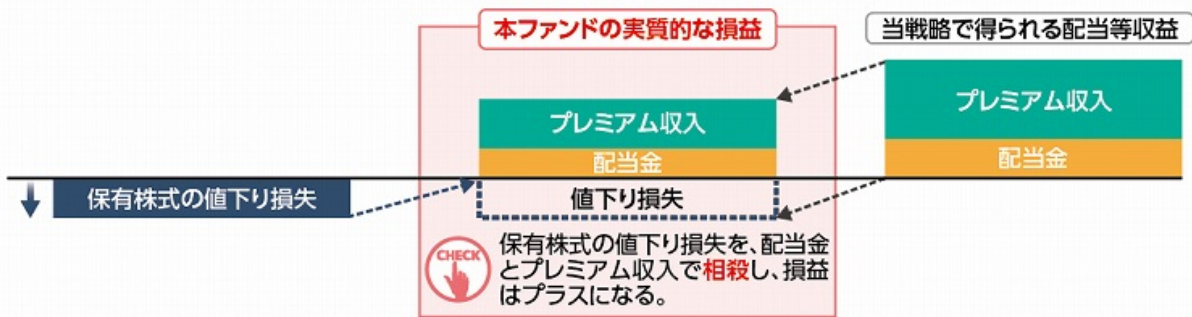 本ファンドの実質的な損益
当戦略で得られる配当等収益
プレミアム収入
プレミアム収入
配当金
配当金
保有株式の値下り損失
値下り損失
CHECK
保有株式の値下り損失を、配当金
とプレミアム収入で相殺し、損益
はプラスになる。